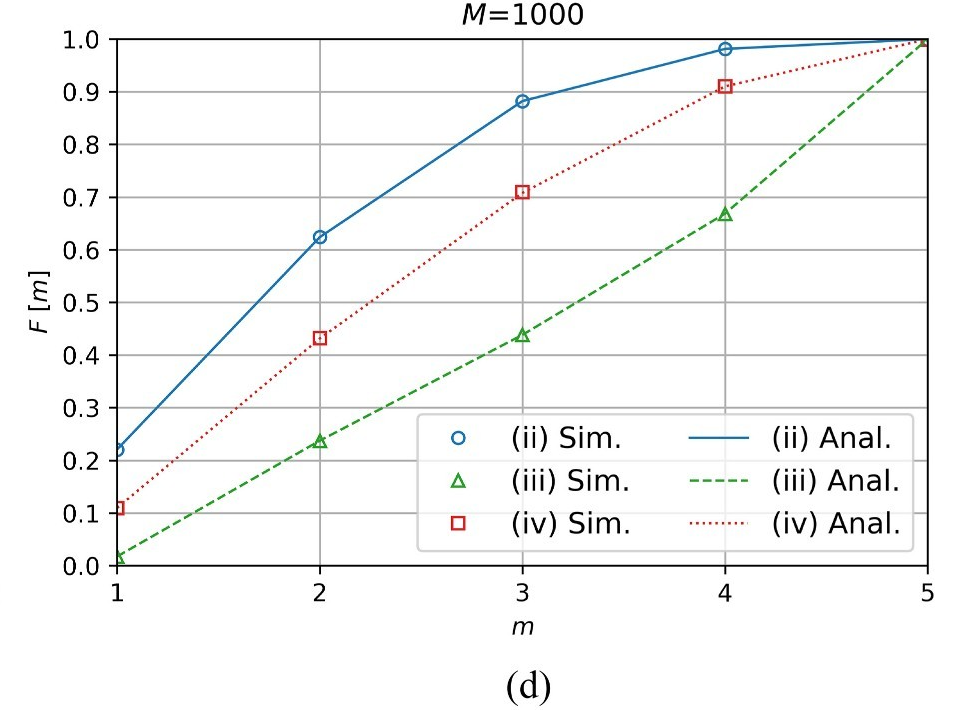 M=1000
1.0
0.9
0.8
0.7
0.6
0.5
0.4
0.3
0.2
0.1
0.0
F [m]
(ii) Sim. (ii) Anal.
(iii) Sim. (iii) Anal.
(iv) Sim. (iv) Anal.
1 2 3 4 5
m
(d)